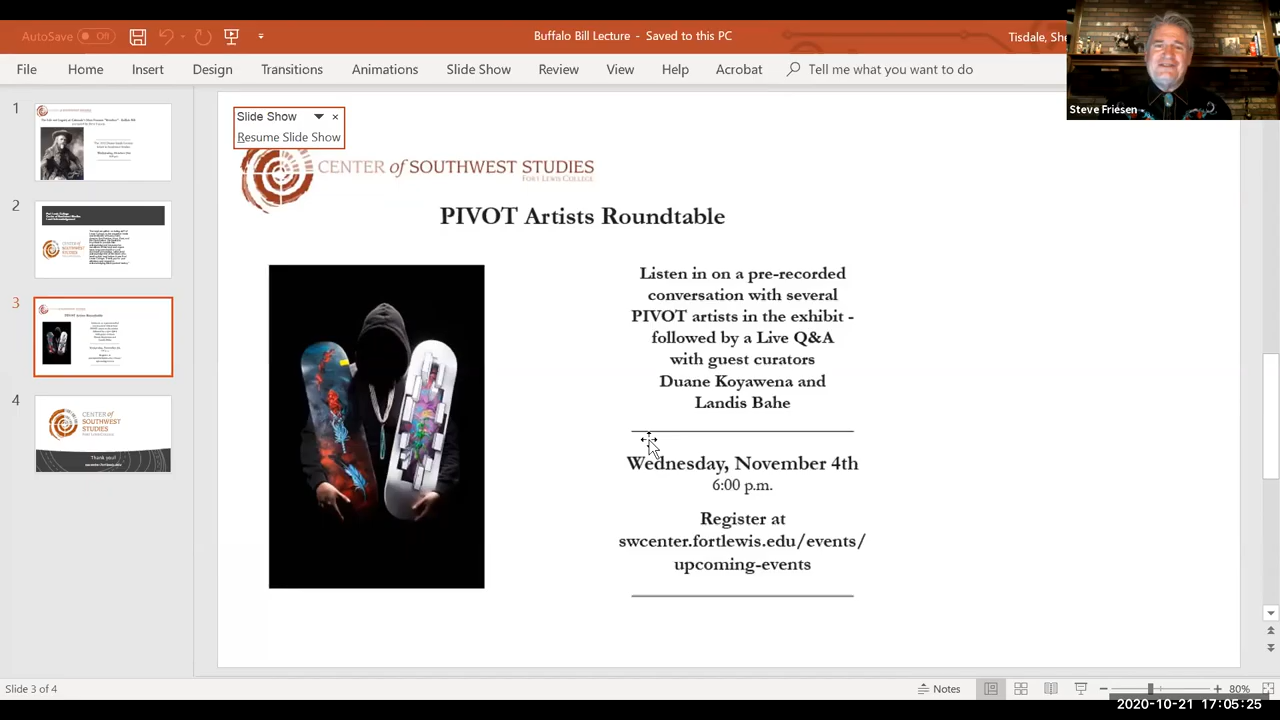 AutoSave
Off
Buffalo Bill Lecture - Saved to this PC
Tisdale, She
File
Home
Insert
Design
Transitions
Animations
Slide Show
Review
View
Help
Acrobat
Tell me what you want to
Steve Friesen
Slide Show
Resume Slide Show
CENTER of SOUTHWEST STUDIES
FORT LEWIS COLLEGE
PIVOT Artists Roundtable
Listen in on a pre-recorded
conversation with several
PIVOT artists in the exhibit -
followed by a Live Q&A
with guest curators
Duane Koyawena and
Landis Bahe
Wednesday, November 4th
6:00 p.m.
Register at
swcenter.fortlewis.edu/events/
upcoming-events
1
2
3
4
CENTER of
SOUTHWEST
STUDIES
Thank you!
Slide 3 of 4
Notes
80%
2020-10-21 17:05:25